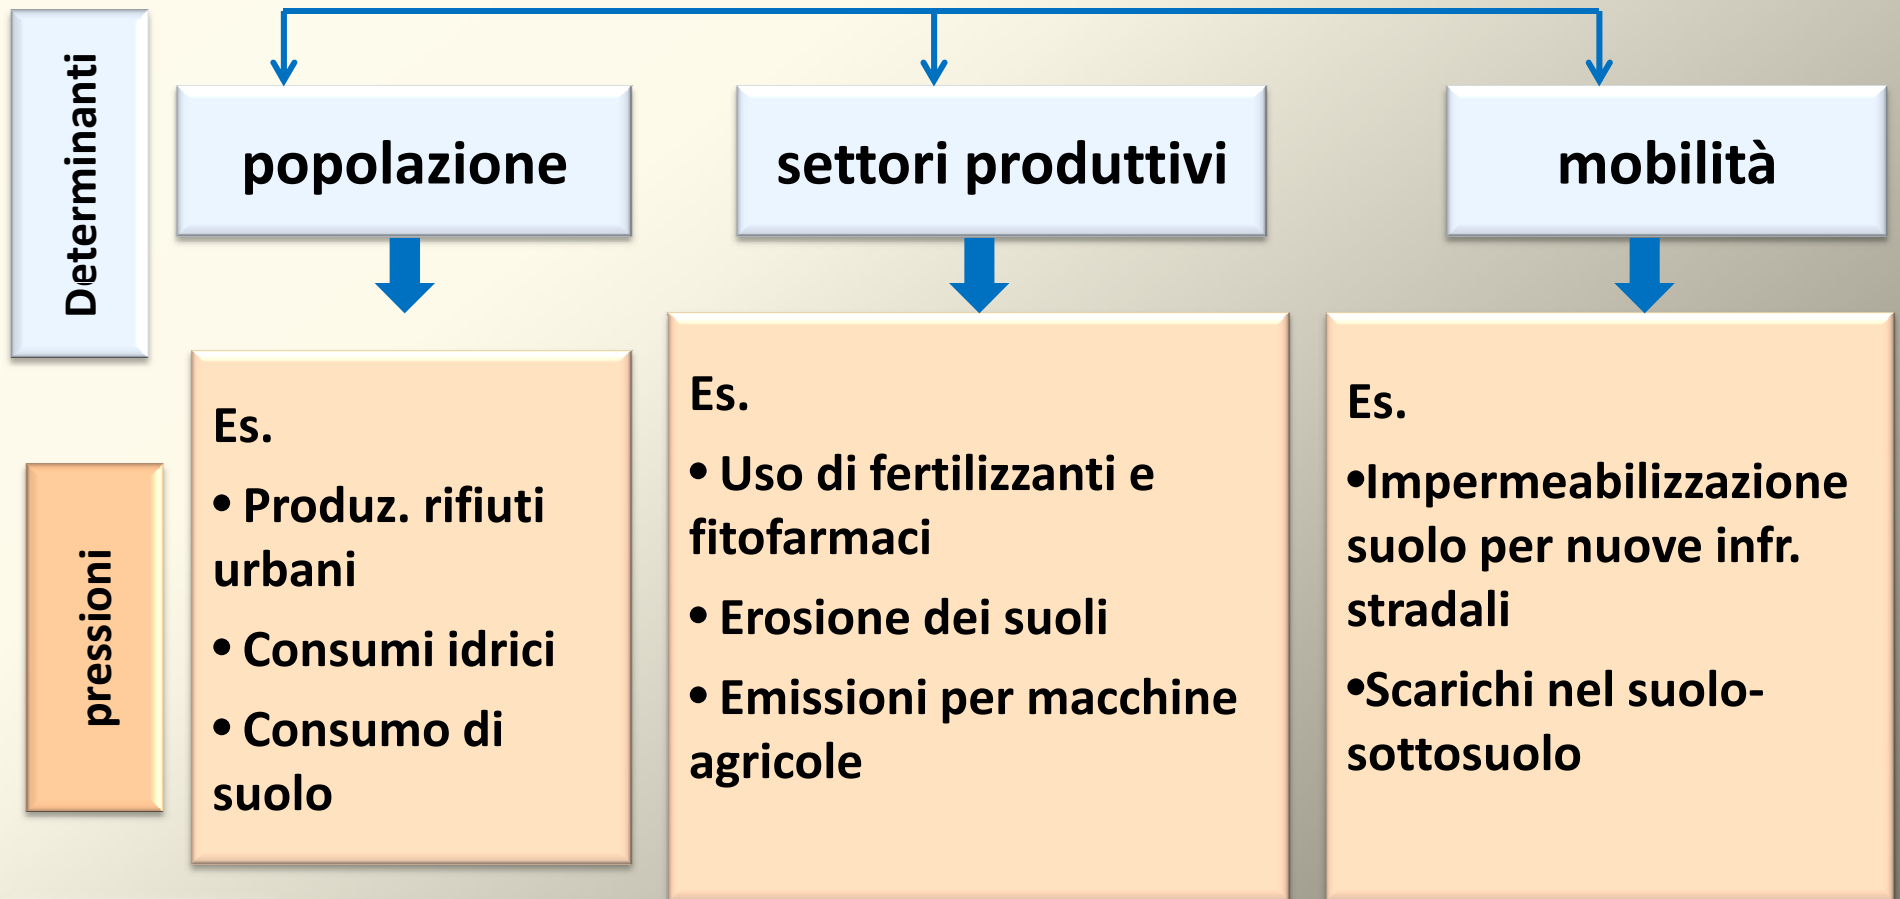 Determinanti
popolazione
settori produttivi
mobilità
pressioni
Es.
• Produz. rifiuti
urbani
• Consumi idrici
• Consumo di
suolo
Es.
• Uso di fertilizzanti e
fitofarmaci
• Erosione dei suoli
• Emissioni per macchine
agricole
Es.
•Impermeabilizzazione
suolo per nuove infr.
stradali
•Scarichi nel suolo-
sottosuolo